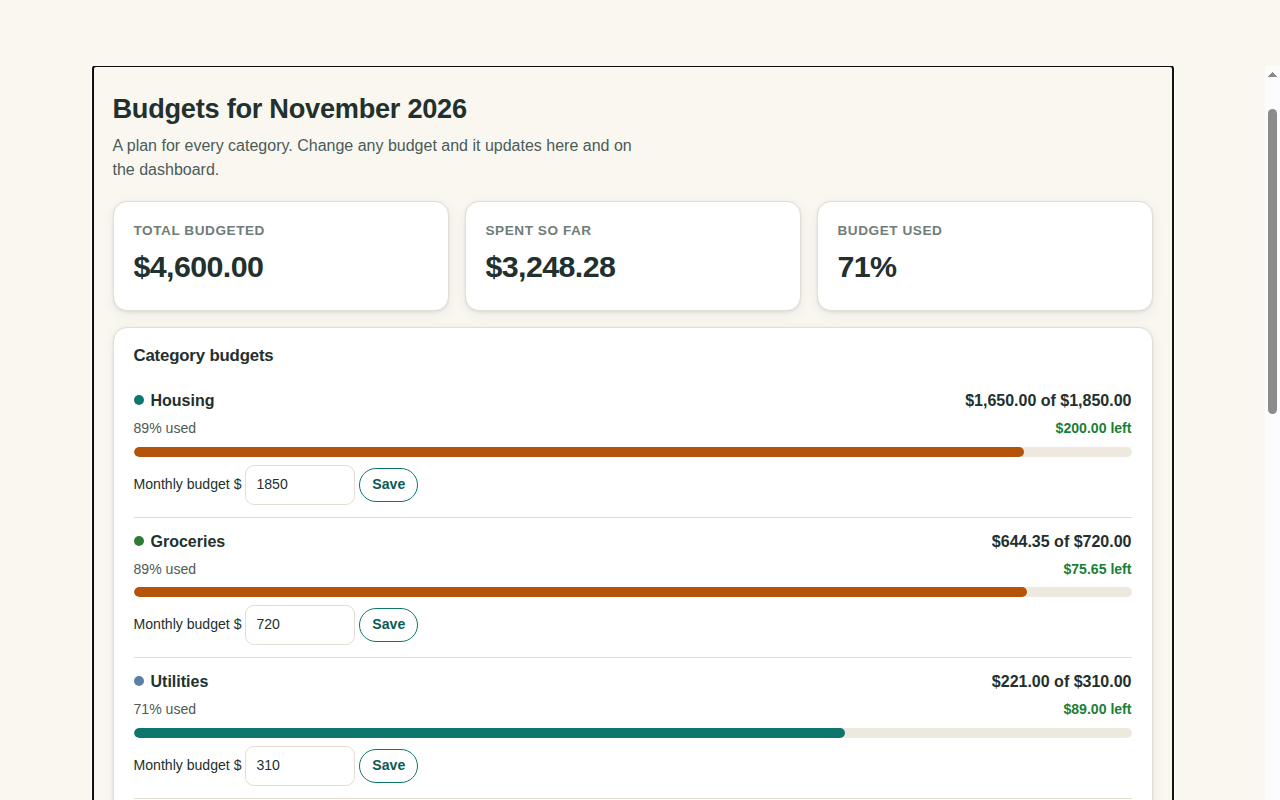 Budgets for November 2026
A plan for every category. Change any budget and it updates here and on
the dashboard.
TOTAL BUDGETED
$4,600.00
SPENT SO FAR
$3,248.28
BUDGET USED
71%
Category budgets
Housing
$1,650.00 of $1,850.00
89% used
$200.00 left
Monthly budget $ 1850 Save
Groceries
$644.35 of $720.00
89% used
$75.65 left
Monthly budget $ 720 Save
Utilities
$221.00 of $310.00
71% used
$89.00 left
Monthly budget $ 310 Save